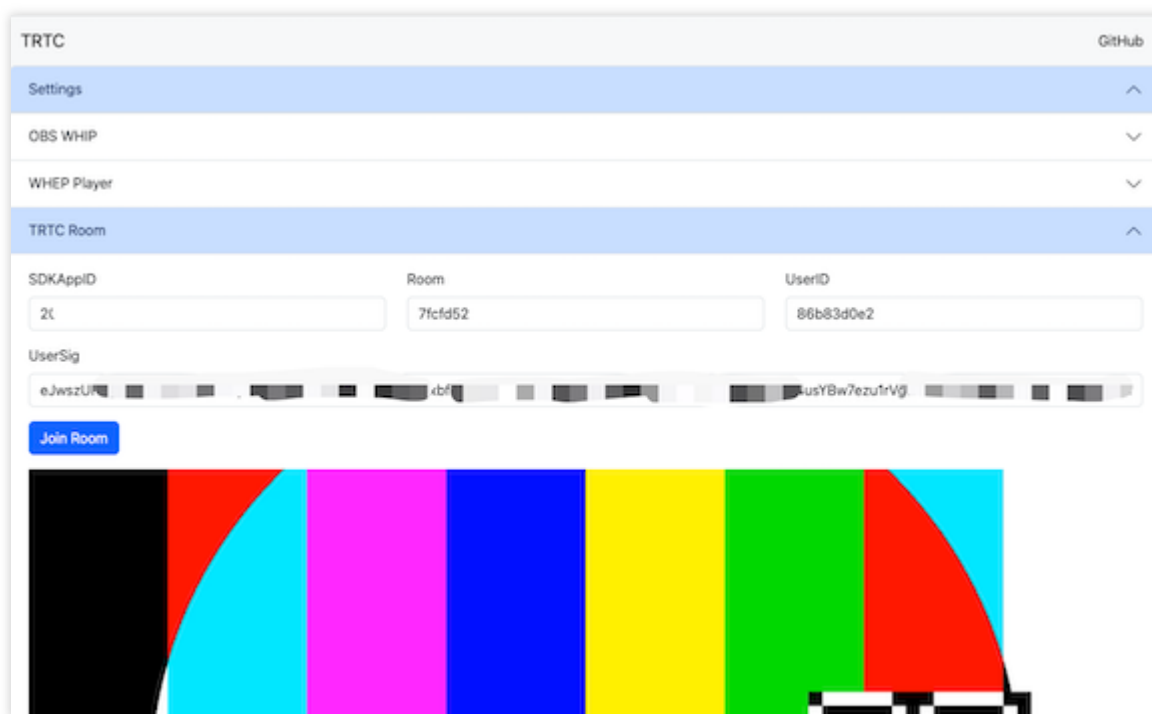 TRTC GitHub
Settings
OBS WHIP
WHEP Player
TRTC Room
SDKAppID Room UserID
7fcfd52 86b83d0e2
UserSig
Join Room